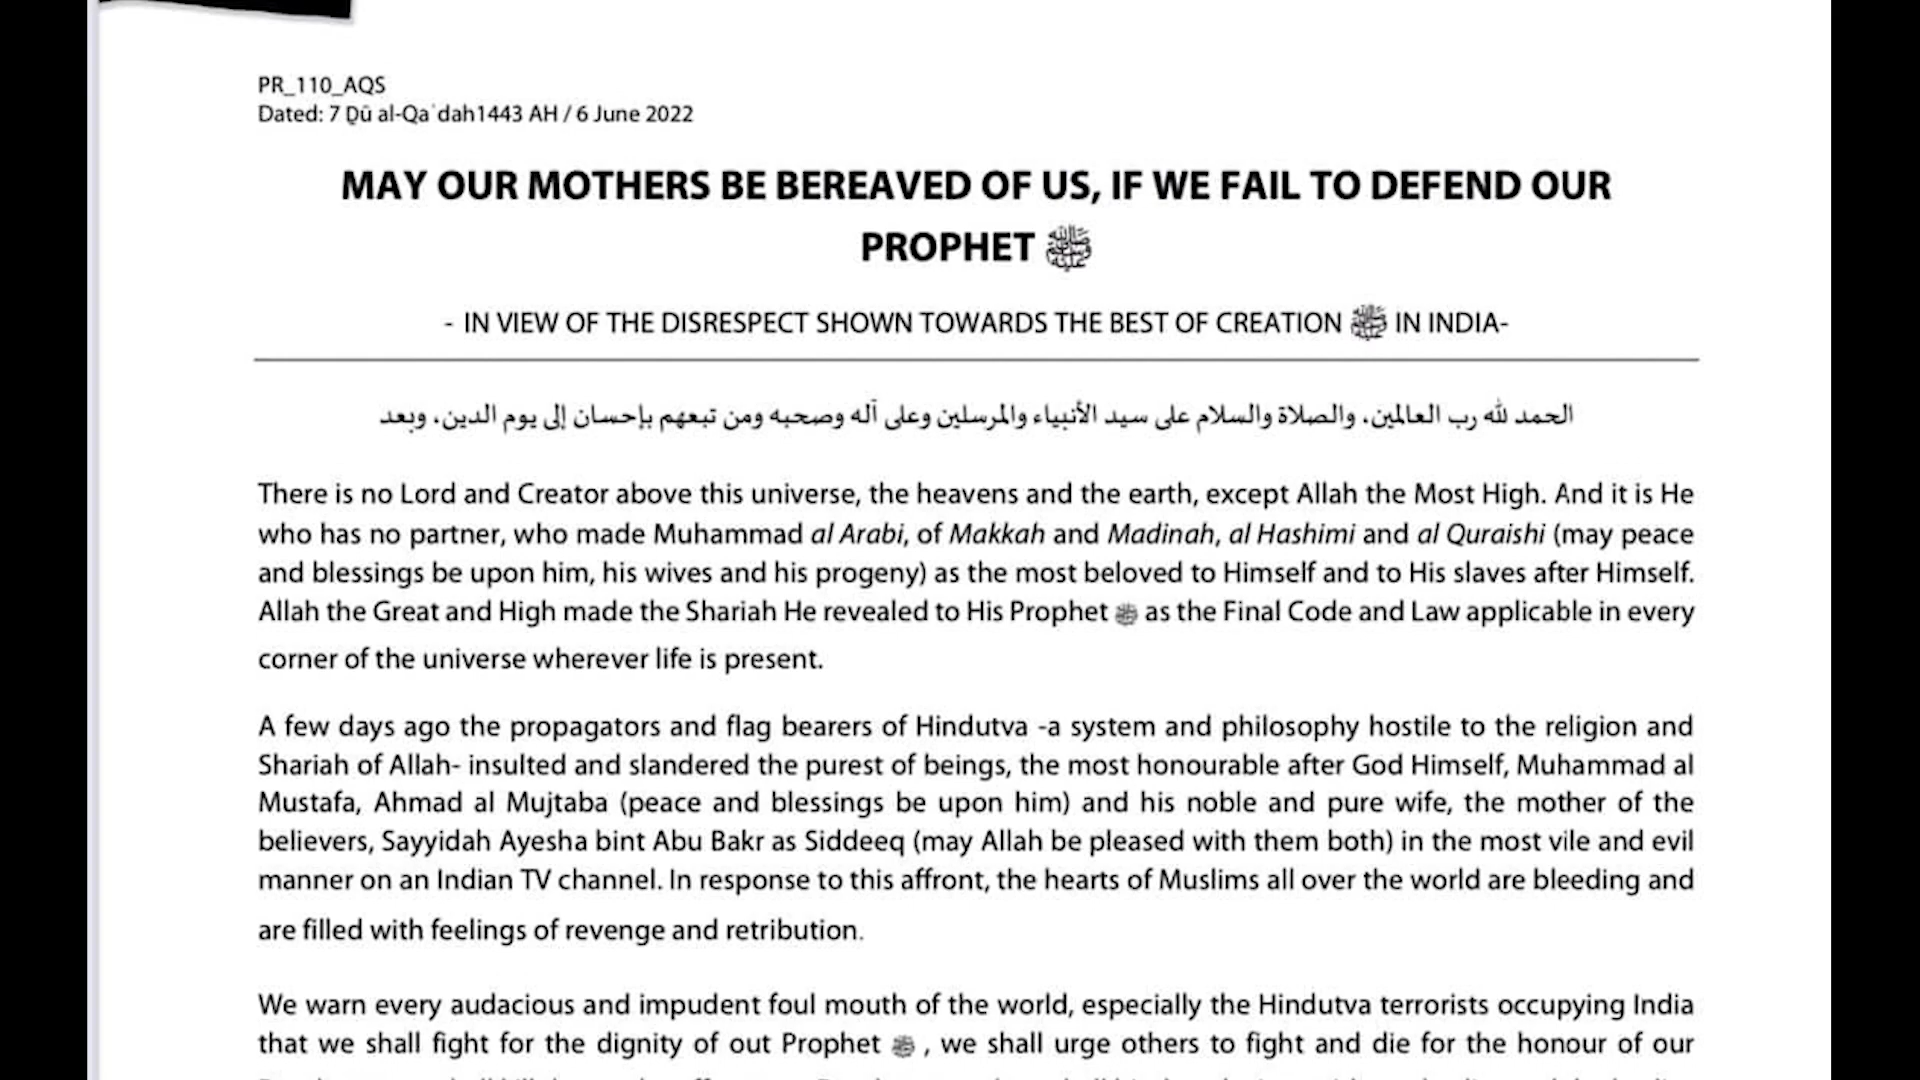 PR_110_AQS
Dated: 7 Ḏū al-Qaʿdah1443 AH / 6 June 2022
MAY OUR MOTHERS BE BEREAVED OF US, IF WE FAIL TO DEFEND OUR
PROPHET ﷺ
- IN VIEW OF THE DISRESPECT SHOWN TOWARDS THE BEST OF CREATION ﷺ IN INDIA-
الحمد لله رب العالمين، والصلاة والسلام على سيد الأنبياء والمرسلين وعلى آله وصحبه ومن تبعهم بإحسان إلى يوم الدين، وبعد
There is no Lord and Creator above this universe, the heavens and the earth, except Allah the Most High. And it is He
who has no partner, who made Muhammad al Arabi, of Makkah and Madinah, al Hashimi and al Quraishi (may peace
and blessings be upon him, his wives and his progeny) as the most beloved to Himself and to His slaves after Himself.
Allah the Great and High made the Shariah He revealed to His Prophet ﷺ as the Final Code and Law applicable in every
corner of the universe wherever life is present.
A few days ago the propagators and flag bearers of Hindutva -a system and philosophy hostile to the religion and
Shariah of Allah- insulted and slandered the purest of beings, the most honourable after God Himself, Muhammad al
Mustafa, Ahmad al Mujtaba (peace and blessings be upon him) and his noble and pure wife, the mother of the
believers, Sayyidah Ayesha bint Abu Bakr as Siddeeq (may Allah be pleased with them both) in the most vile and evil
manner on an Indian TV channel. In response to this affront, the hearts of Muslims all over the world are bleeding and
are filled with feelings of revenge and retribution.
We warn every audacious and impudent foul mouth of the world, especially the Hindutva terrorists occupying India
that we shall fight for the dignity of out Prophet ﷺ , we shall urge others to fight and die for the honour of our